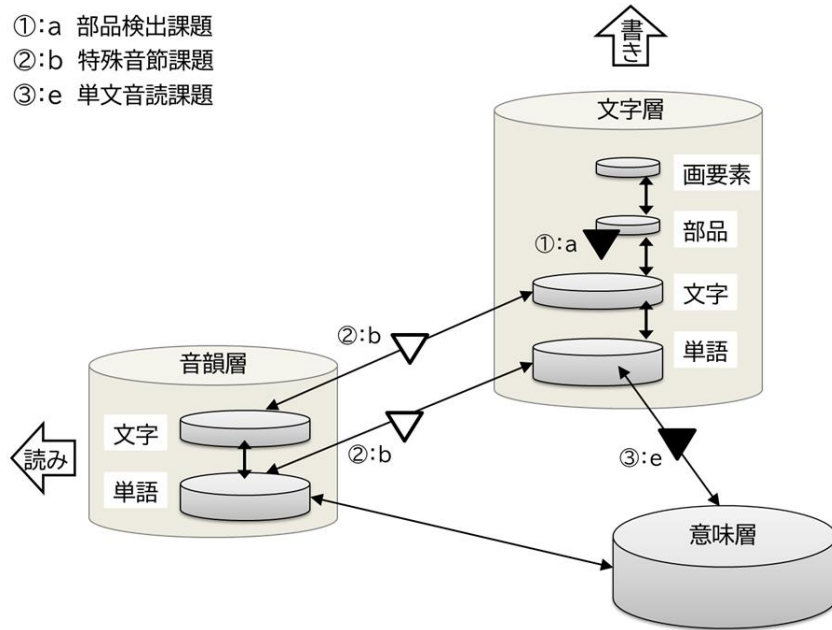 ①:a 部品検出課題
②:b 特殊音節課題
③:e 単文音読課題
書き
文字層
画要素
部品
①:a
文字
単語
②:b
音韻層
文字
単語
②:b
読み
③:e
意味層